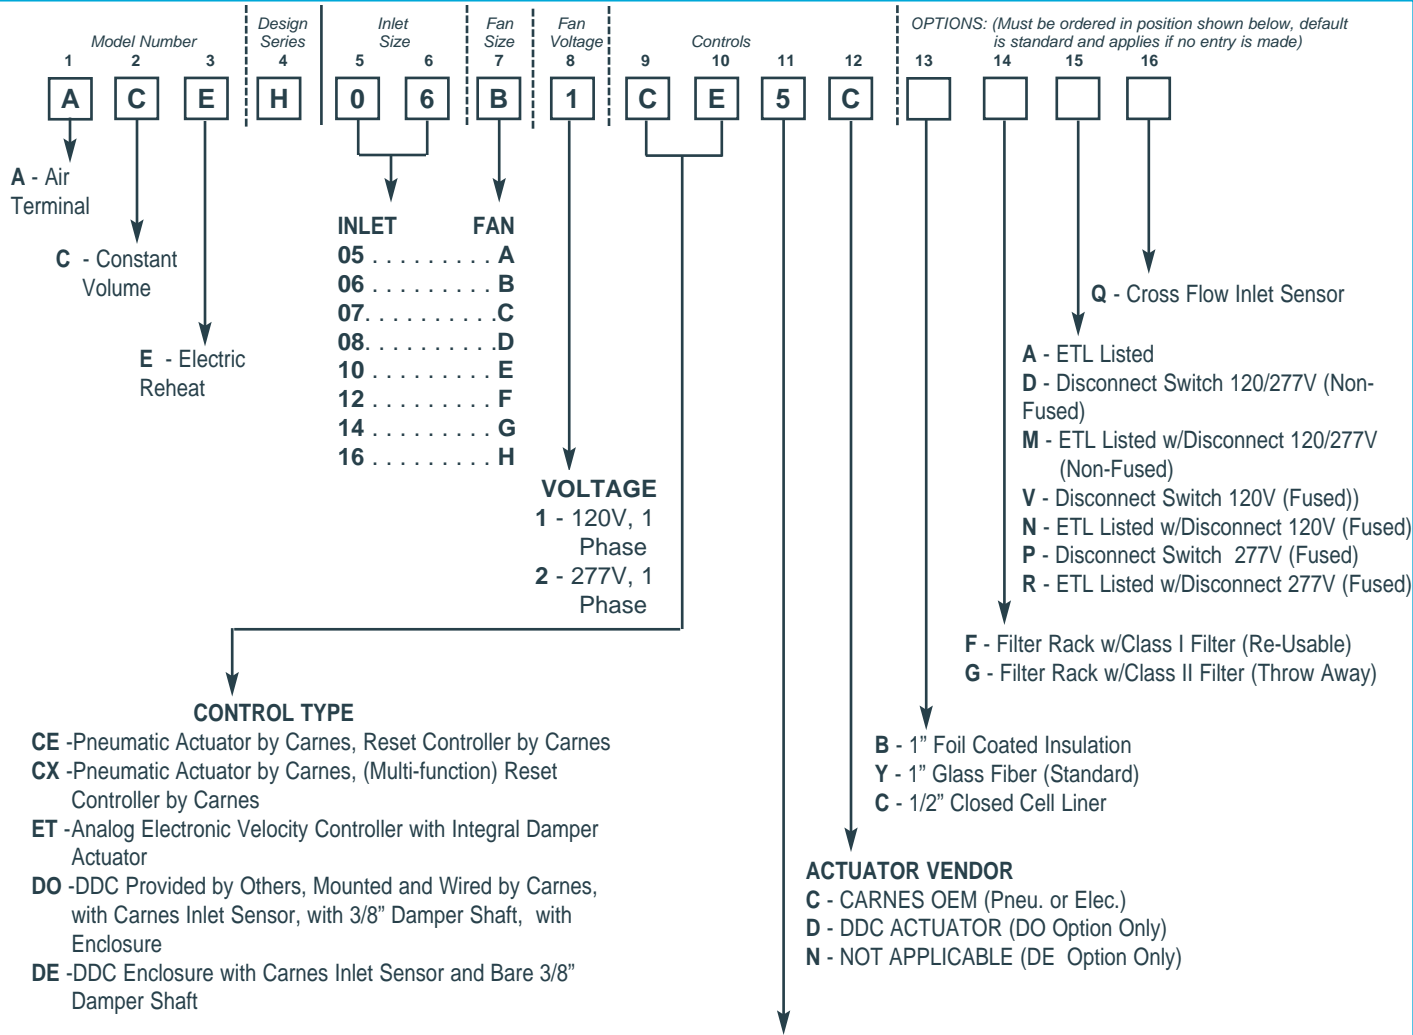 Model Number
Design Series
Inlet Size
Fan Size
Fan Voltage
Controls
OPTIONS: (Must be ordered in position shown below, default
is standard and applies if no entry is made)
1 2 3 4 5 6 7 8 9 10 11 12 13 14 15 16
A C E H 0 6 B 1 C E 5 C
A - Air
Terminal
C - Constant
Volume
E - Electric
Reheat
INLET FAN
05 . . . . . . . . . A
06 . . . . . . . . . B
07. . . . . . . . . .C
08. . . . . . . . . .D
10 . . . . . . . . . E
12 . . . . . . . . . F
14 . . . . . . . . . G
16 . . . . . . . . . H
VOLTAGE
1 - 120V, 1
Phase
2 - 277V, 1
Phase
Q - Cross Flow Inlet Sensor
A - ETL Listed
D - Disconnect Switch 120/277V (Non-
Fused)
M - ETL Listed w/Disconnect 120/277V
(Non-Fused)
V - Disconnect Switch 120V (Fused))
N - ETL Listed w/Disconnect 120V (Fused)
P - Disconnect Switch 277V (Fused)
R - ETL Listed w/Disconnect 277V (Fused)
F - Filter Rack w/Class I Filter (Re-Usable)
G - Filter Rack w/Class II Filter (Throw Away)
CONTROL TYPE
CE -Pneumatic Actuator by Carnes, Reset Controller by Carnes
CX -Pneumatic Actuator by Carnes, (Multi-function) Reset
Controller by Carnes
ET -Analog Electronic Velocity Controller with Integral Damper
Actuator
DO -DDC Provided by Others, Mounted and Wired by Carnes,
with Carnes Inlet Sensor, with 3/8" Damper Shaft, with
Enclosure
DE -DDC Enclosure with Carnes Inlet Sensor and Bare 3/8"
Damper Shaft
B - 1" Foil Coated Insulation
Y - 1" Glass Fiber (Standard)
C - 1/2" Closed Cell Liner
ACTUATOR VENDOR
C - CARNES OEM (Pneu. or Elec.)
D - DDC ACTUATOR (DO Option Only)
N - NOT APPLICABLE (DE Option Only)